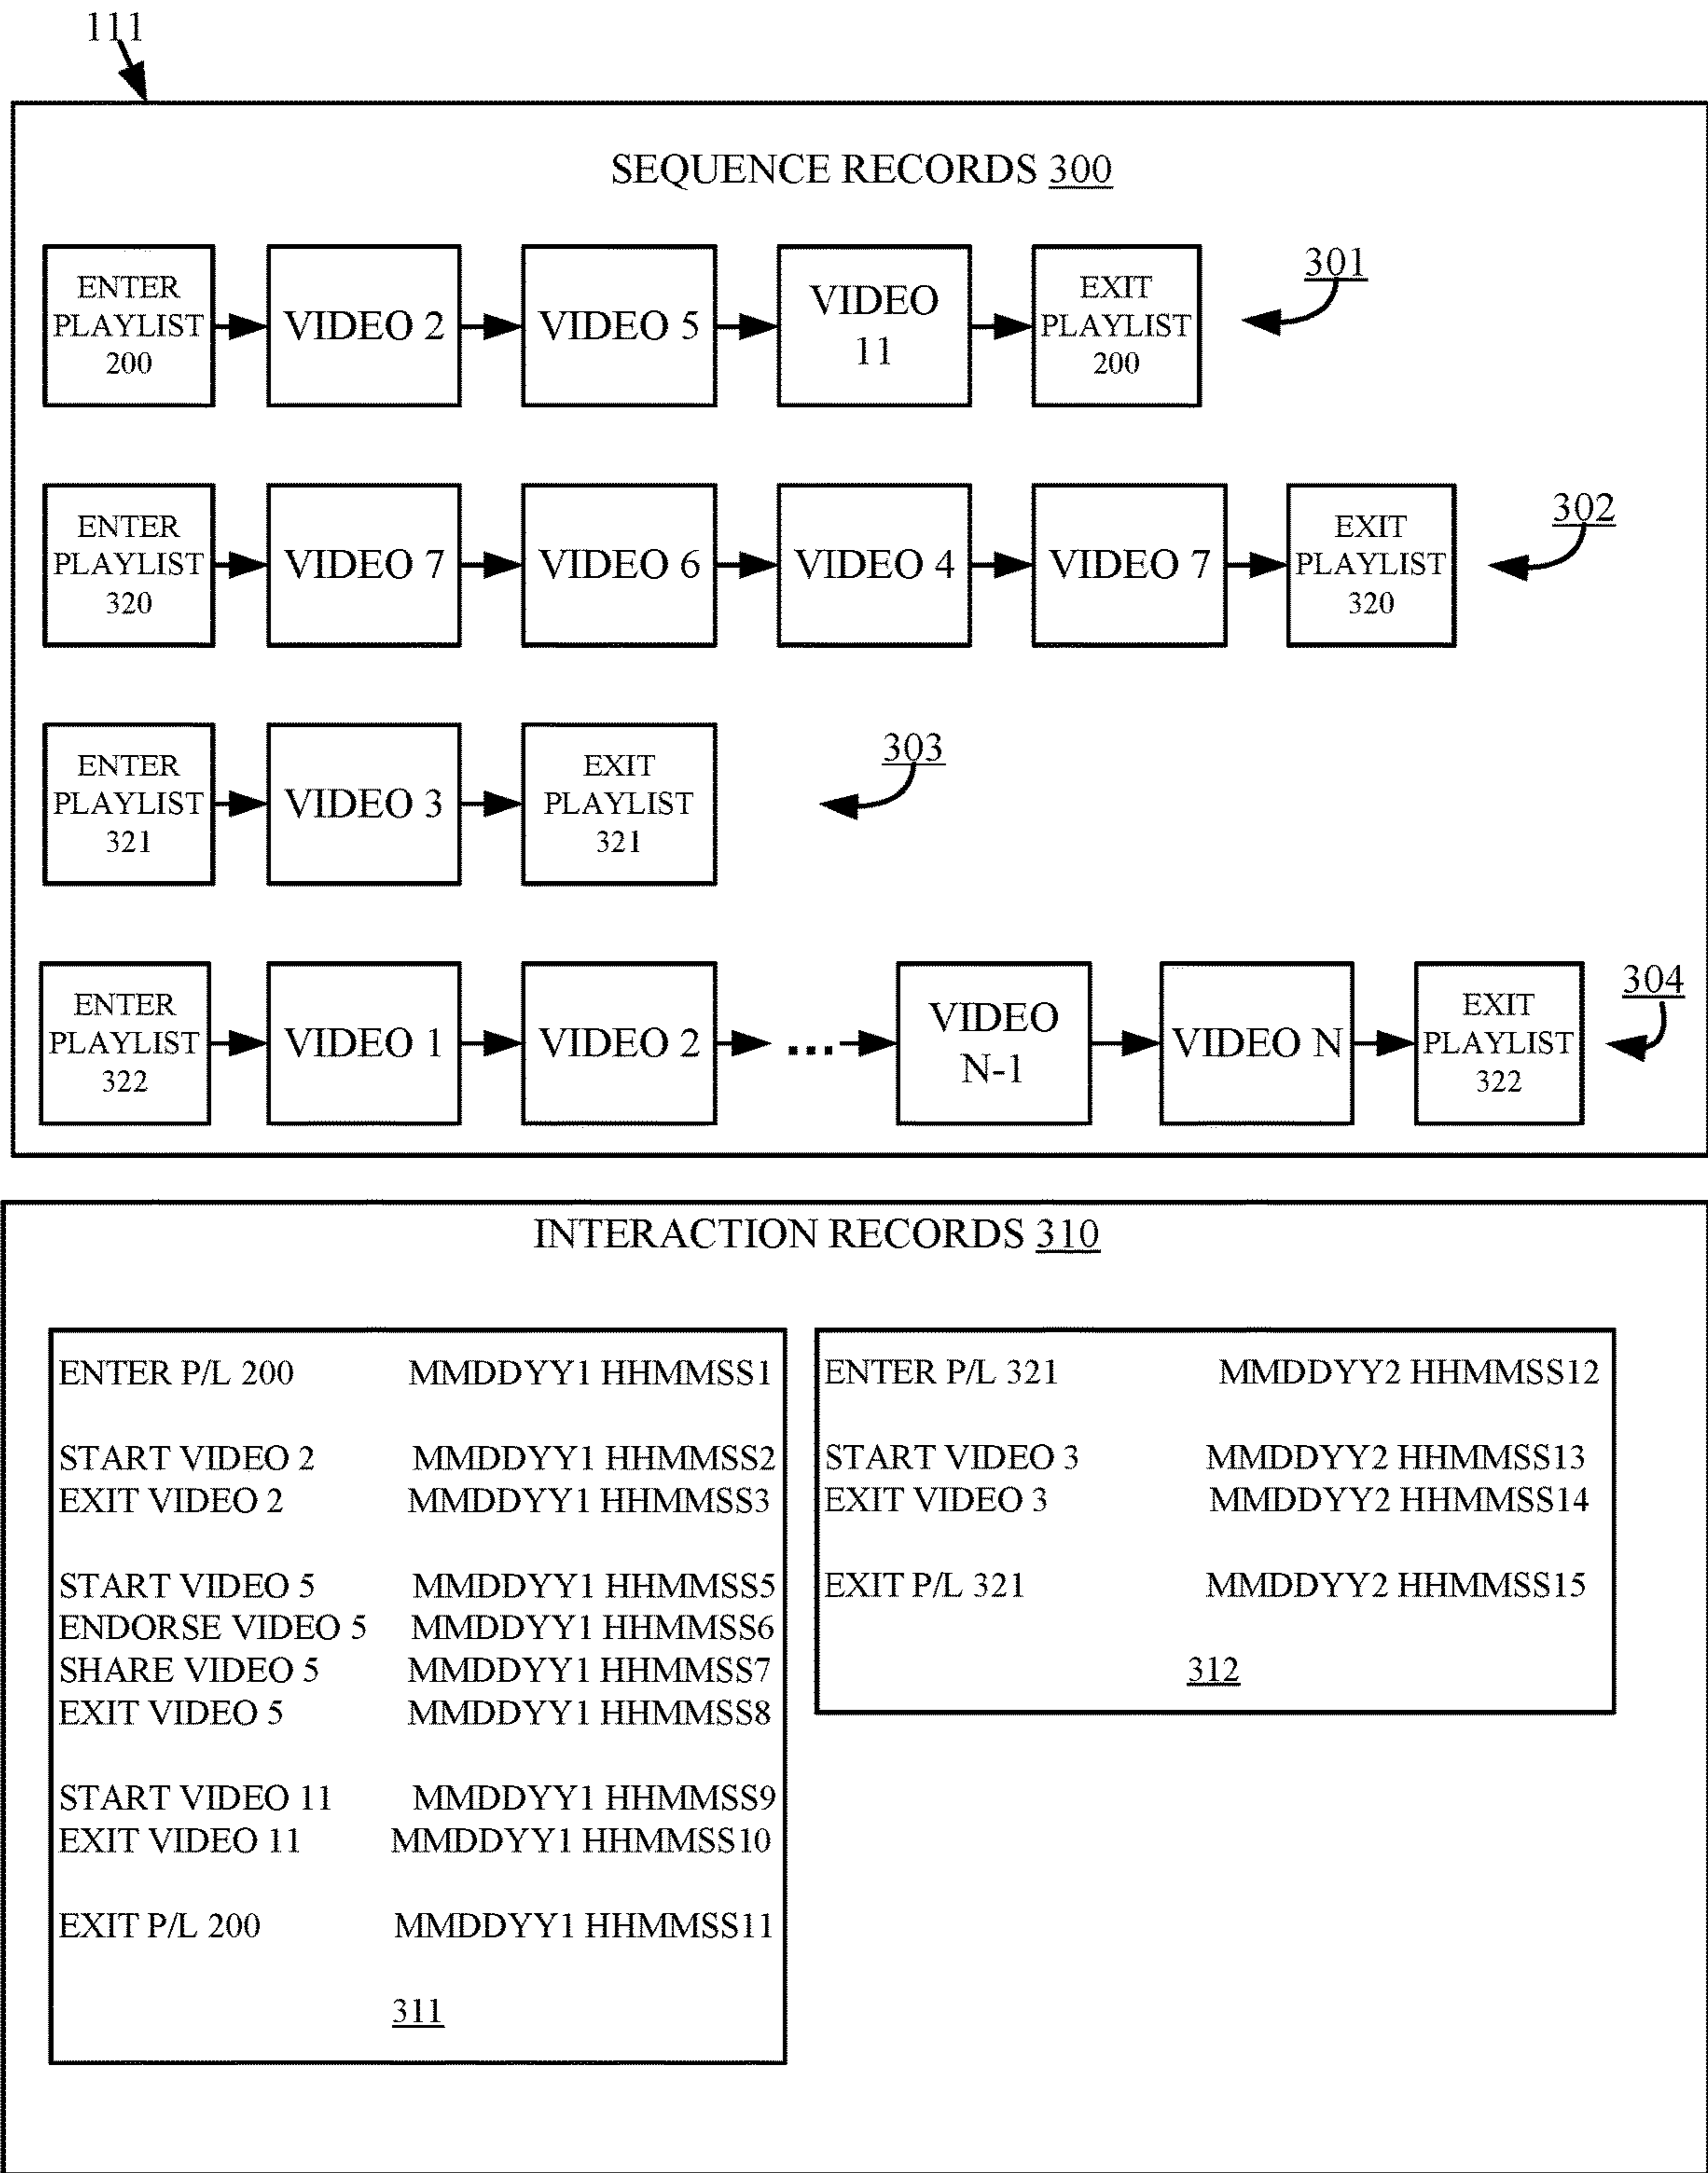 111
SEQUENCE RECORDS 300
ENTER
PLAYLIST
200
VIDEO 2
VIDEO 5
VIDEO
11
EXIT
PLAYLIST
200
301
ENTER
PLAYLIST
320
VIDEO 7
VIDEO 6
VIDEO 4
VIDEO 7
EXIT
PLAYLIST
320
302
ENTER
PLAYLIST
321
VIDEO 3
EXIT
PLAYLIST
321
303
ENTER
PLAYLIST
322
VIDEO 1
VIDEO 2
...
VIDEO
N-1
VIDEO N
EXIT
PLAYLIST
322
304
INTERACTION RECORDS 310
ENTER P/L 200 MMDDYY1 HHMMSS1
START VIDEO 2 MMDDYY1 HHMMSS2
EXIT VIDEO 2 MMDDYY1 HHMMSS3
START VIDEO 5 MMDDYY1 HHMMSS5
ENDORSE VIDEO 5 MMDDYY1 HHMMSS6
SHARE VIDEO 5 MMDDYY1 HHMMSS7
EXIT VIDEO 5 MMDDYY1 HHMMSS8
START VIDEO 11 MMDDYY1 HHMMSS9
EXIT VIDEO 11 MMDDYY1 HHMMSS10
EXIT P/L 200 MMDDYY1 HHMMSS11
311
ENTER P/L 321 MMDDYY2 HHMMSS12
START VIDEO 3 MMDDYY2 HHMMSS13
EXIT VIDEO 3 MMDDYY2 HHMMSS14
EXIT P/L 321 MMDDYY2 HHMMSS15
312